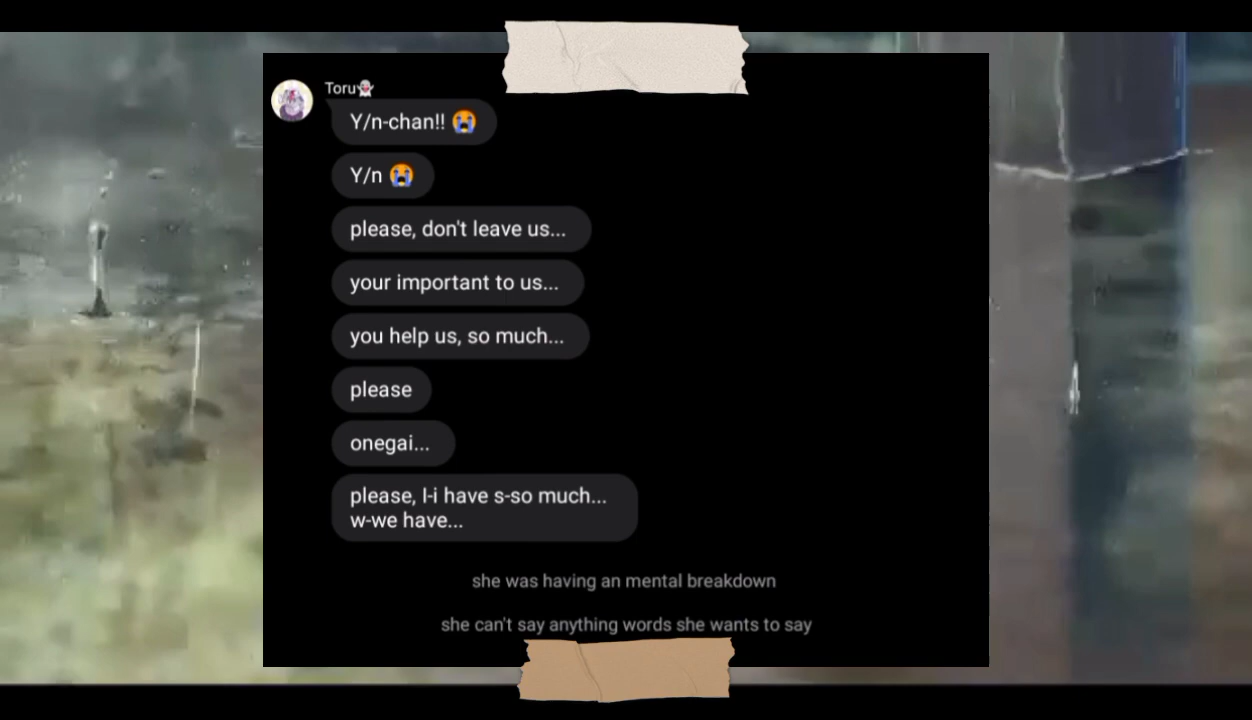 Toru👻
Y/n-chan!! 😭
Y/n 😭
please, don't leave us...
your important to us...
you help us, so much...
please
onegai...
please, I-i have s-so much...
w-we have...
she was having an mental breakdown
she can't say anything words she wants to say